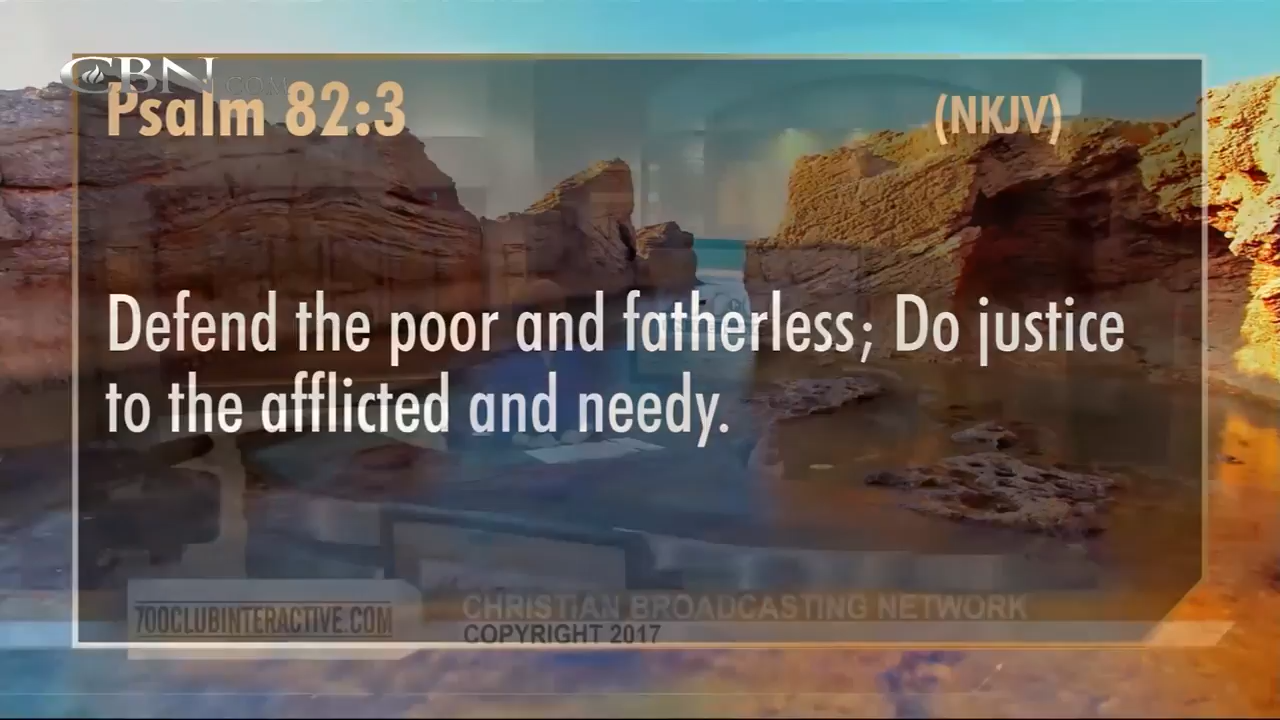 CBN.COM
Psalm 82:3 (NKJV)
Defend the poor and fatherless; Do justice
to the afflicted and needy.
700CLUBINTERACTIVE.COM
CHRISTIAN BROADCASTING NETWORK
COPYRIGHT 2017